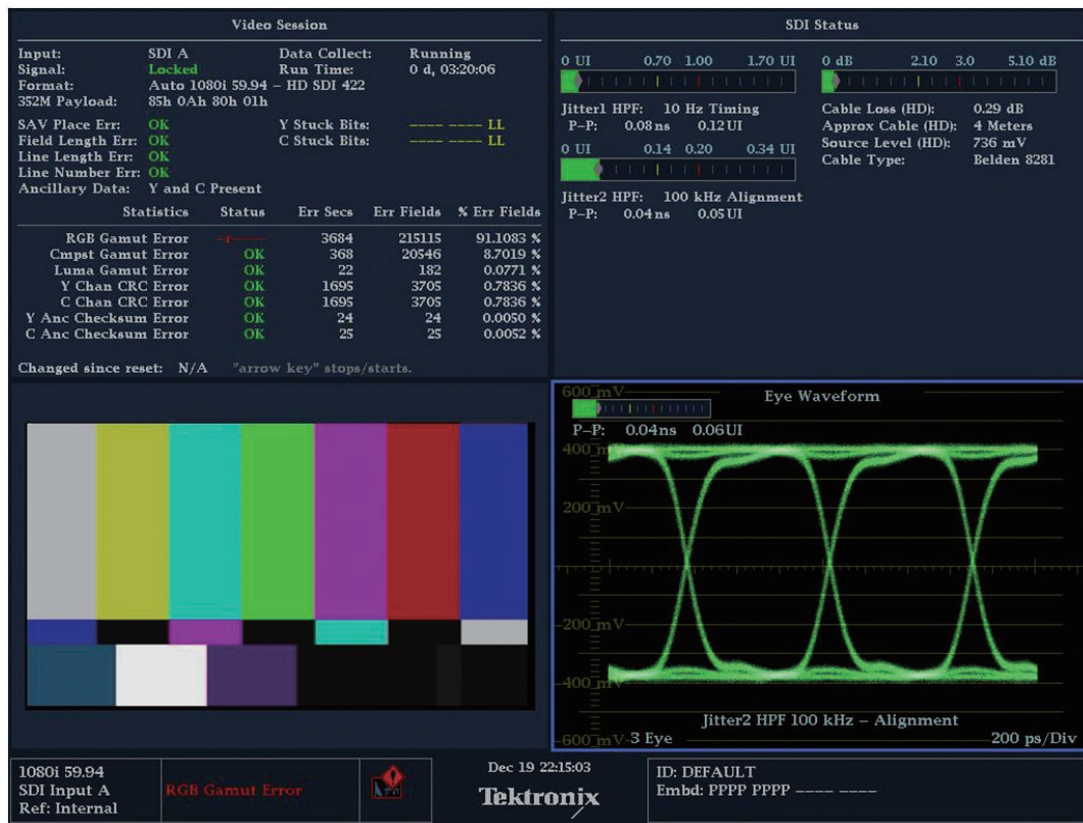 Video Session
Input: SDI A Data Collect: Running
Signal: Locked Run Time: 0 d, 03:20:06
Format: Auto 1080i 59.94 – HD SDI 422
352M Payload: 85h 0Ah 80h 01h
SAV Place Err: OK Y Stuck Bits: ---- ---- LL
Field Length Err: OK C Stuck Bits: ---- ---- LL
Line Length Err: OK
Line Number Err: OK
Ancillary Data: Y and C Present
Statistics Status Err Secs Err Fields % Err Fields
RGB Gamut Error 3684 215115 91.1083 %
Cmpst Gamut Error OK 368 20546 8.7019 %
Luma Gamut Error OK 22 182 0.0771 %
Y Chan CRC Error OK 1695 3705 0.7836 %
C Chan CRC Error OK 1695 3705 0.7836 %
Y Anc Checksum Error OK 24 24 0.0050 %
C Anc Checksum Error OK 25 25 0.0052 %
Changed since reset: N/A "arrow key" stops/starts.
SDI Status
0 UI 0.70 1.00 1.70 UI
Jitter1 HPF: 10 Hz Timing
P-P: 0.08 ns 0.12 UI
0 UI 0.14 0.20 0.34 UI
Jitter2 HPF: 100 kHz Alignment
P-P: 0.04 ns 0.05 UI
0 dB 2.10 3.0 5.10 dB
Cable Loss (HD): 0.29 dB
Approx Cable (HD): 4 Meters
Source Level (HD): 736 mV
Cable Type: Belden 8281
600 mV
Eye Waveform
P-P: 0.04ns 0.06UI
400 m
200 mV
-200 mV
-400 mV
Jitter2 HPF 100 kHz – Alignment
-600 mV 3 Eye 200 ps/Div
1080i 59.94
SDI Input A
Ref: Internal
RGB Gamut Error
Dec 19 22:15:03
Tektronix
ID: DEFAULT
Embd: PPPP PPPP ---- ----